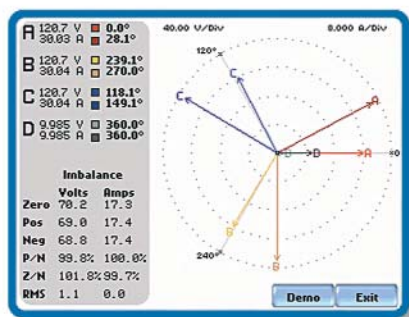 40.00 V/Div 8.000 A/Div
A 120.7 V 0.0°
30.03 A 28.1°
B 120.7 V 239.1°
30.04 A 270.0°
C 120.7 V 118.1°
30.04 A 149.1°
D 9.985 V 360.0°
9.985 A 360.0°
Imbalance
Volts Amps
Zero 70.2 17.3
Pos 69.0 17.4
Neg 68.8 17.4
P/N 99.8% 100.0%
Z/N 101.8% 99.7%
RMS 1.1 0.0
120°
C
C
A
D
D
A
0
B
240°
B
Demo Exit